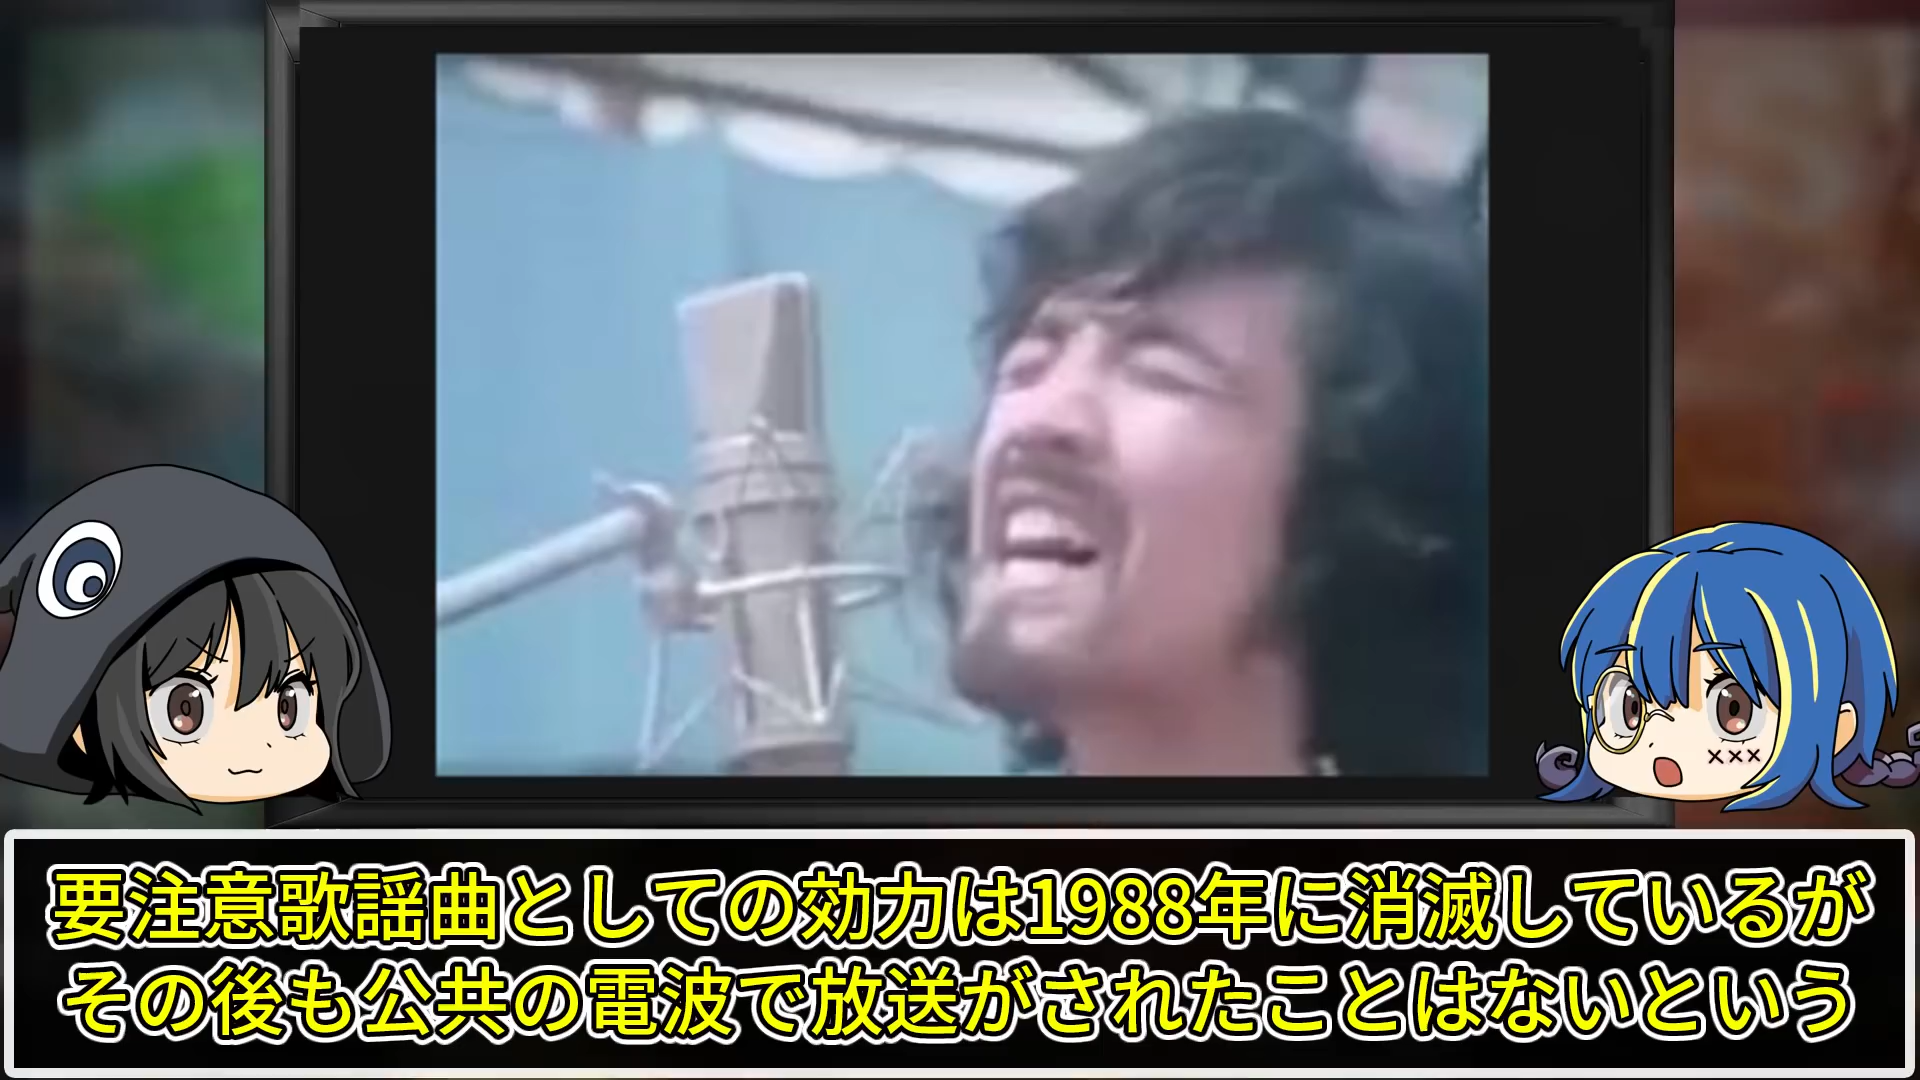 要注意歌謡曲としての効力は1988年に消滅しているが
その後も公共の電波で放送がされたことはないという